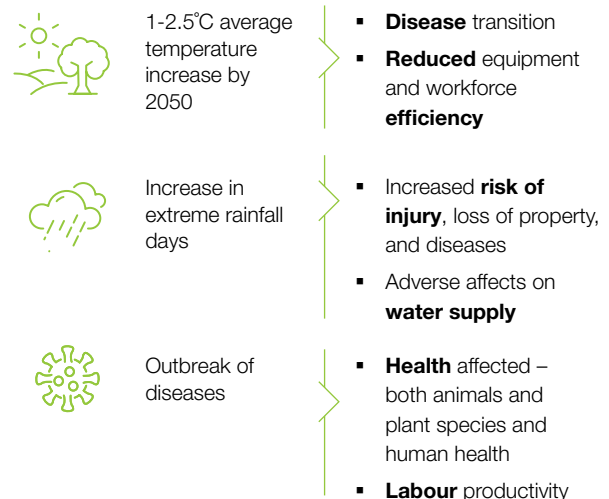 1-2.5˚C average
temperature
increase by
2050
▪ Disease transition
▪ Reduced equipment
and workforce
efficiency
Increase in
extreme rainfall
days
▪ Increased risk of
injury, loss of property,
and diseases
▪ Adverse affects on
water supply
Outbreak of
diseases
▪ Health affected –
both animals and
plant species and
human health
▪ Labour productivity